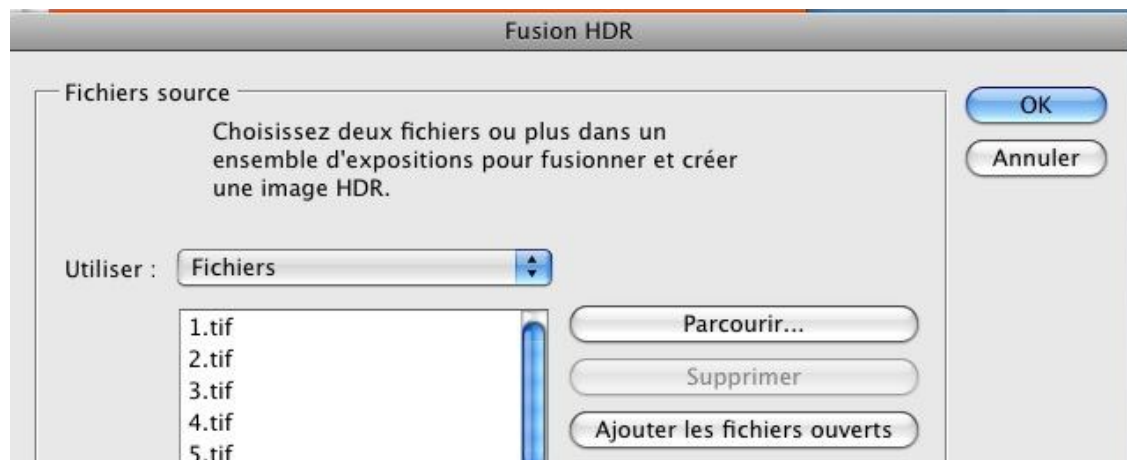 Fusion HDR
Fichiers source
Choisissez deux fichiers ou plus dans un
ensemble d'expositions pour fusionner et créer
une image HDR.
OK
Annuler
Utiliser : Fichiers
1.tif
2.tif
3.tif
4.tif
5.tif
Parcourir...
Supprimer
Ajouter les fichiers ouverts